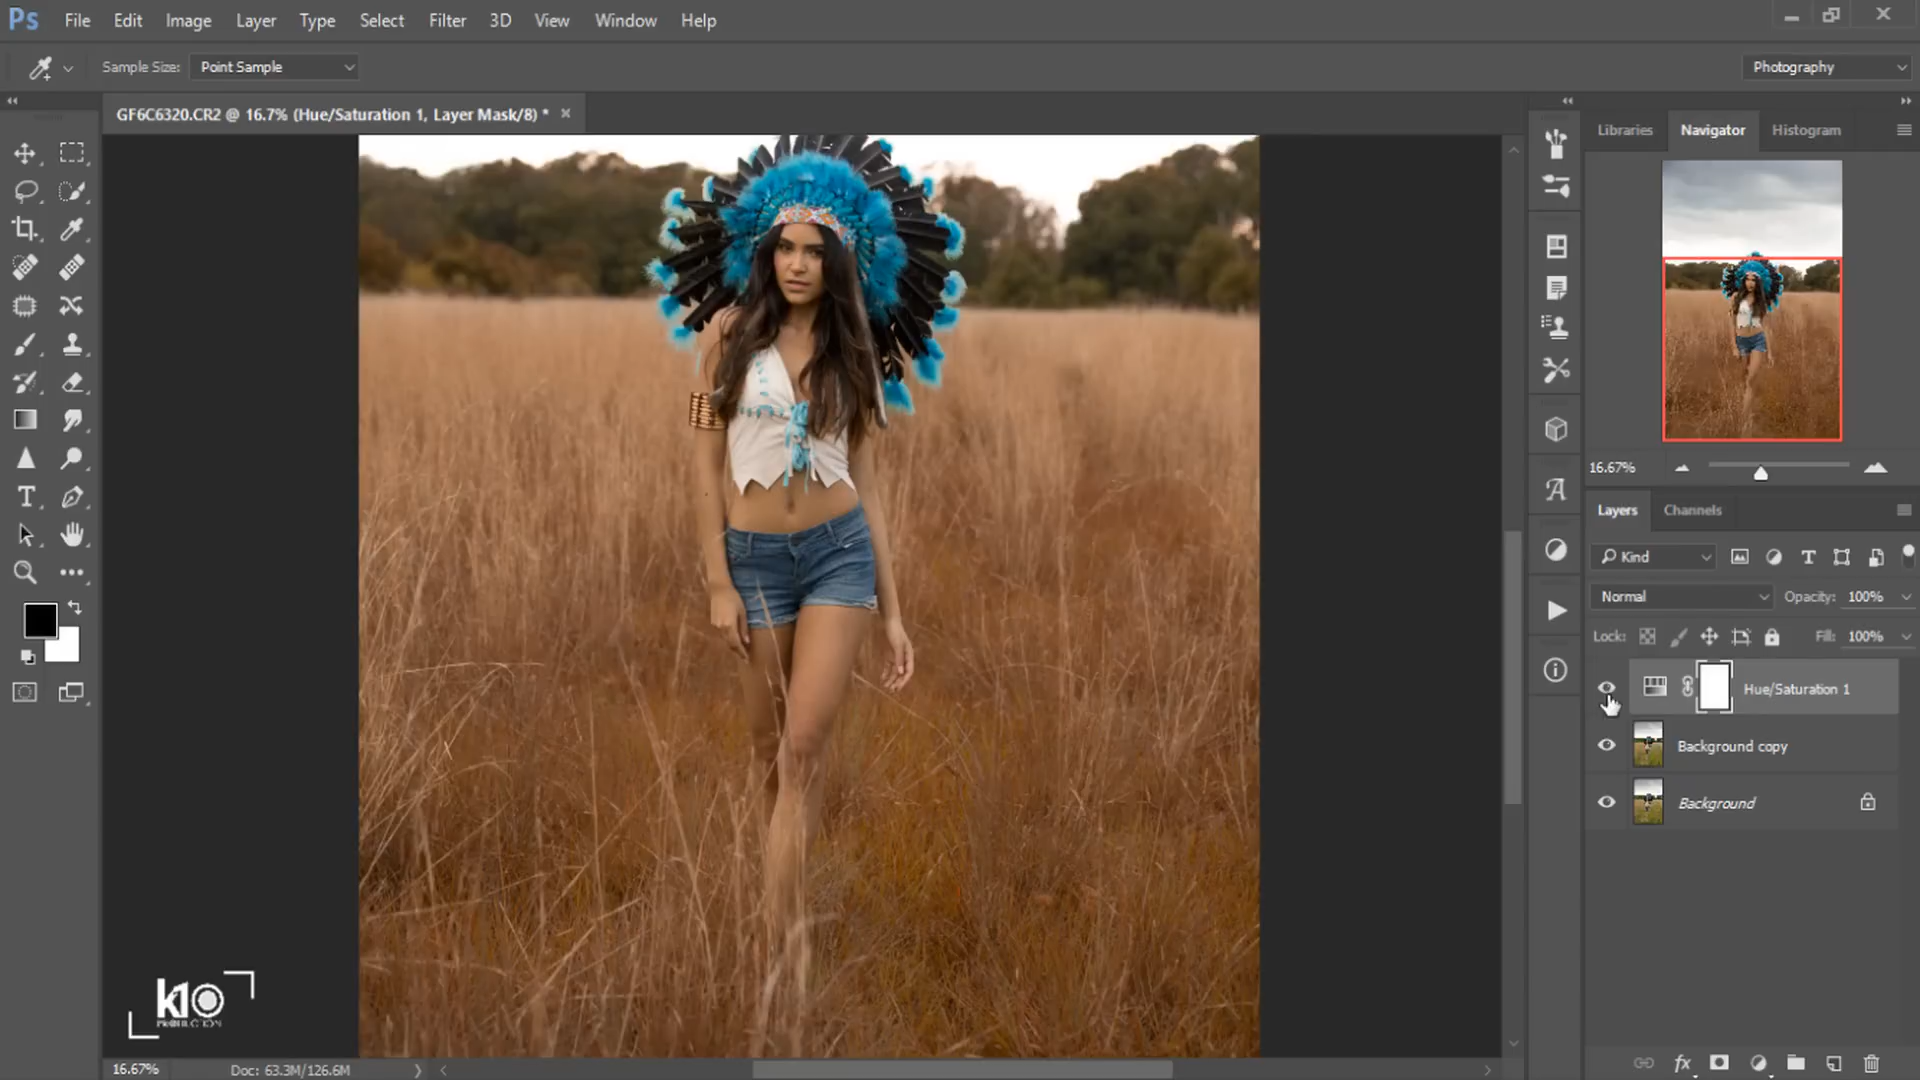 Ps File Edit Image Layer Type Select Filter 3D View Window Help
Sample Size: Point Sample
Photography
GF6C6320.CR2 @ 16.7% (Hue/Saturation 1, Layer Mask/8) *
Libraries Navigator Histogram
16.67%
Layers Channels
Kind
Normal Opacity: 100%
Lock: Fill: 100%
Hue/Saturation 1
Background copy
Background
k10
PRODUCTION
16.67% Doc: 63.3M/126.6M
fx